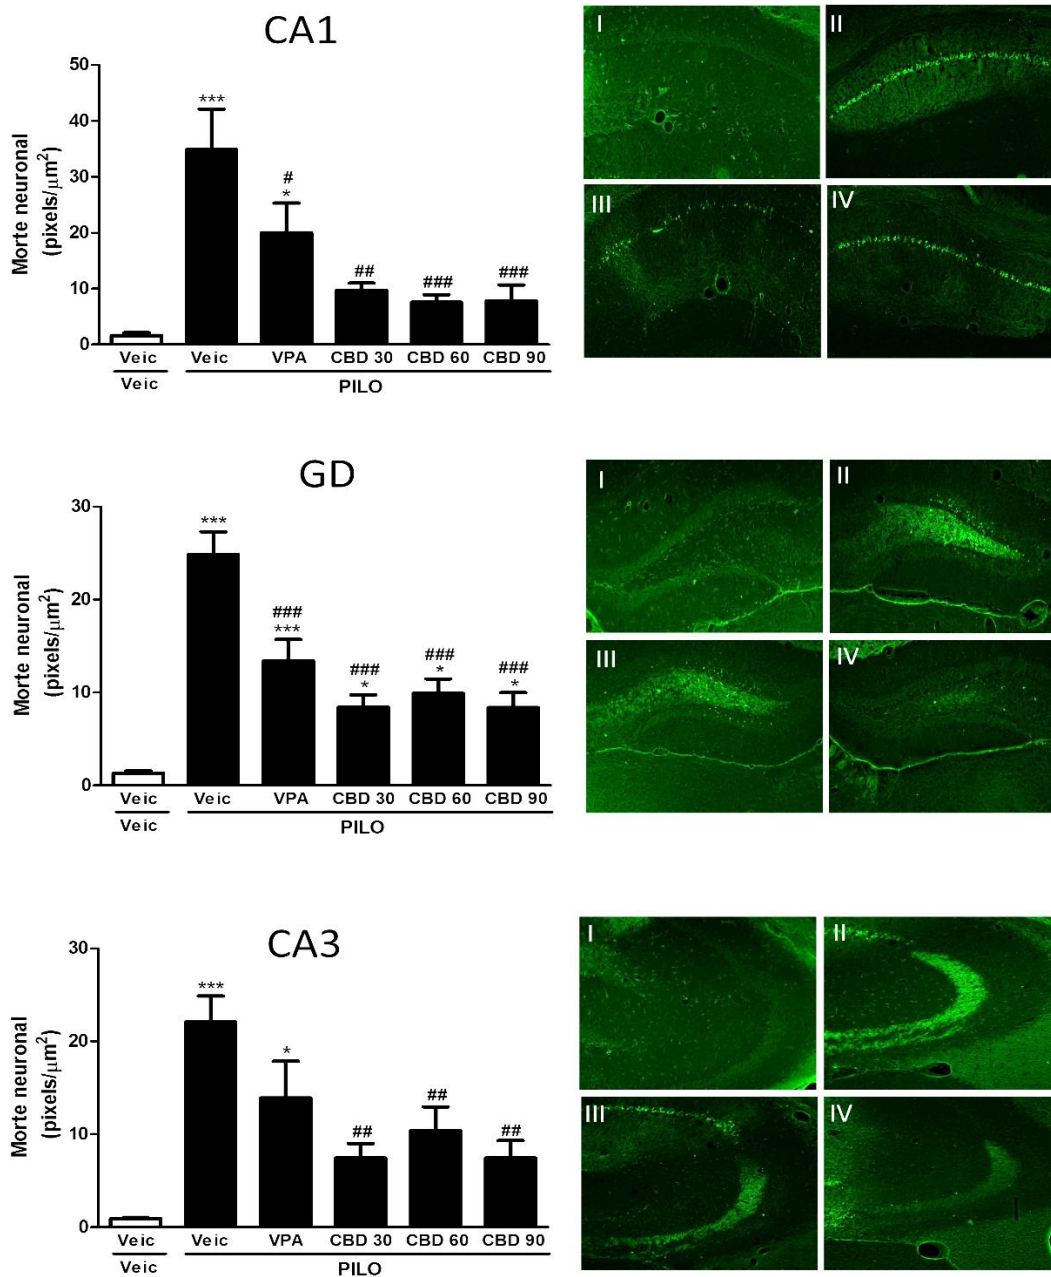 CA1
Morte neuronal
(pixels/μm²)
50
40
30
20
10
0
***
#
*
##
###
###
Veic Veic VPA CBD 30 CBD 60 CBD 90
Veic PILO
I II
III IV
GD
Morte neuronal
(pixels/μm²)
30
20
10
0
***
###
***
###
*
###
*
###
*
Veic Veic VPA CBD 30 CBD 60 CBD 90
Veic PILO
I II
III IV
CA3
Morte neuronal
(pixels/μm²)
30
20
10
0
***
*
##
##
##
Veic Veic VPA CBD 30 CBD 60 CBD 90
Veic PILO
I II
III IV